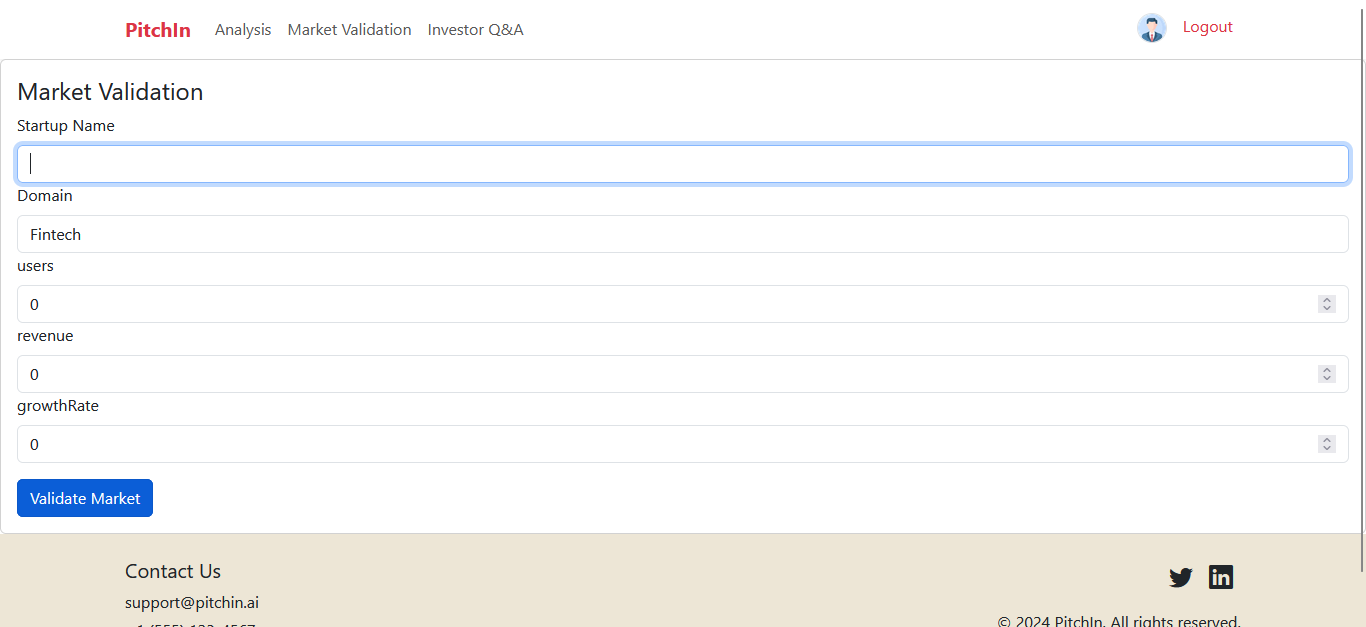 PitchIn Analysis Market Validation Investor Q&A Logout
Market Validation
Startup Name
Domain
Fintech
users
0
revenue
0
growthRate
0
Validate Market
Contact Us
support@pitchin.ai
© 2024 PitchIn. All rights reserved.